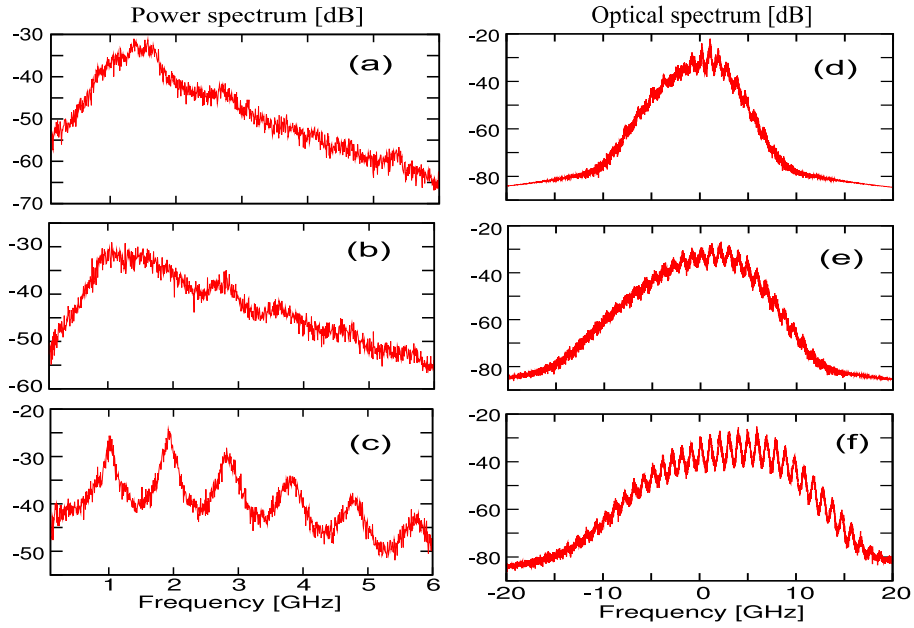 Power spectrum [dB]
Optical spectrum [dB]
-30
-40
-50
-60
-70
(a)
-20
-40
-60
-80
(d)
-30
-40
-50
-60
(b)
-20
-40
-60
-80
(e)
-20
-30
-40
-50
(c)
1 2 3 4 5 6
Frequency [GHz]
-20
-40
-60
-80
(f)
-20 -10 0 10 20
Frequency [GHz]